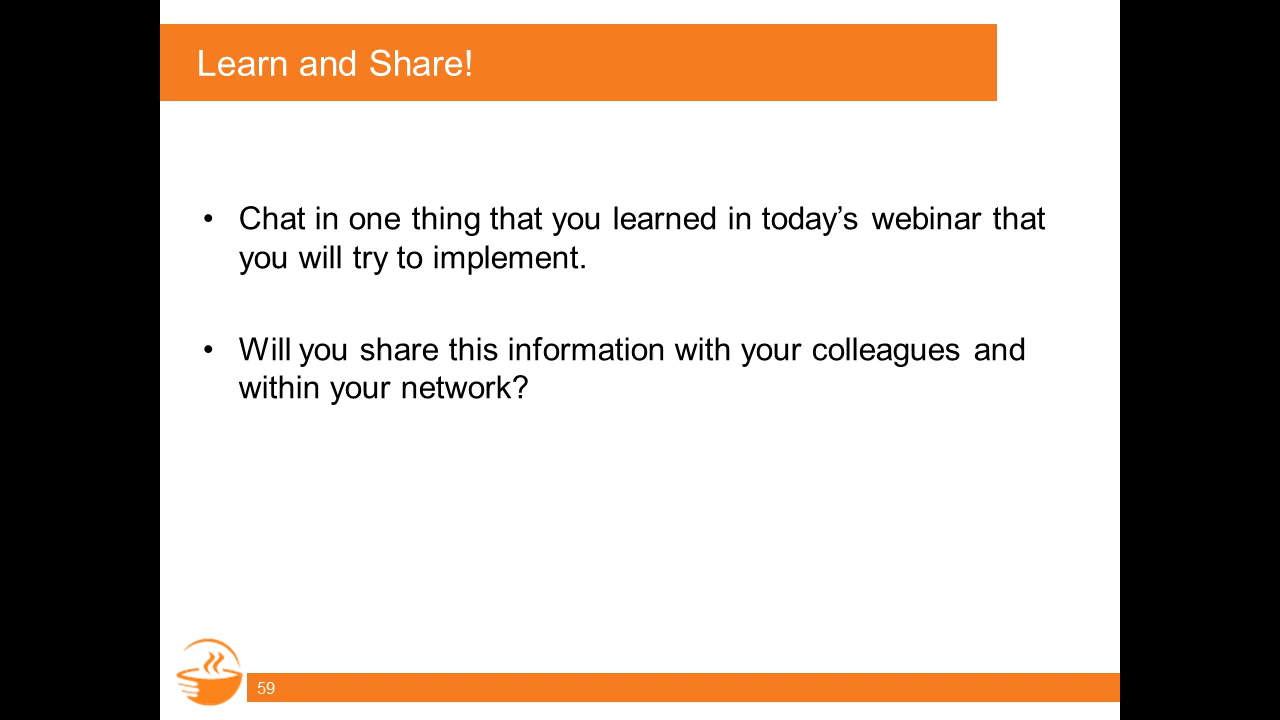 Learn and Share!
• Chat in one thing that you learned in today’s webinar that
you will try to implement.
• Will you share this information with your colleagues and
within your network?
59